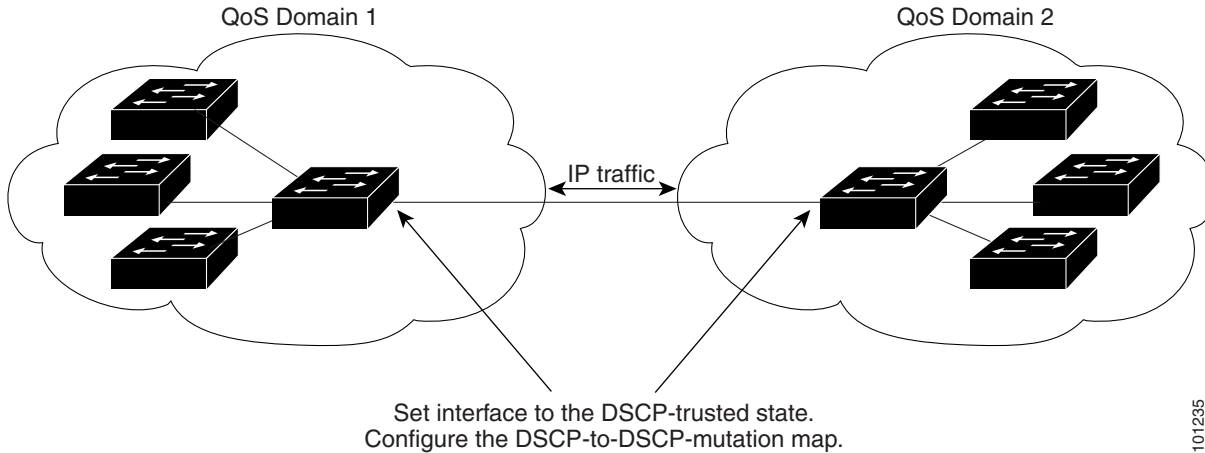 QoS Domain 1
QoS Domain 2
IP traffic
Set interface to the DSCP-trusted state.
Configure the DSCP-to-DSCP-mutation map.
101235